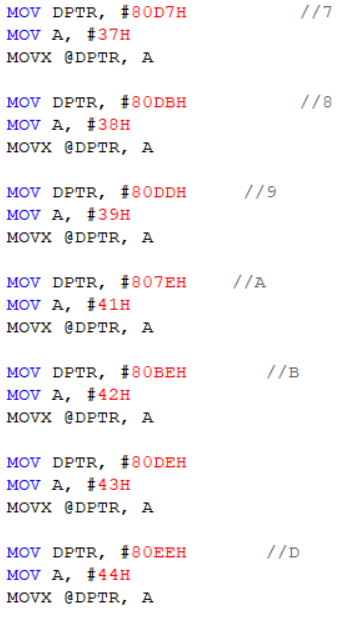 MOV DPTR, #80D7H //7
MOV A, #37H
MOVX @DPTR, A
MOV DPTR, #80DBH //8
MOV A, #38H
MOVX @DPTR, A
MOV DPTR, #80DDH //9
MOV A, #39H
MOVX @DPTR, A
MOV DPTR, #807EH //A
MOV A, #41H
MOVX @DPTR, A
MOV DPTR, #80BEH //B
MOV A, #42H
MOVX @DPTR, A
MOV DPTR, #80DEH
MOV A, #43H
MOVX @DPTR, A
MOV DPTR, #80EEH //D
MOV A, #44H
MOVX @DPTR, A